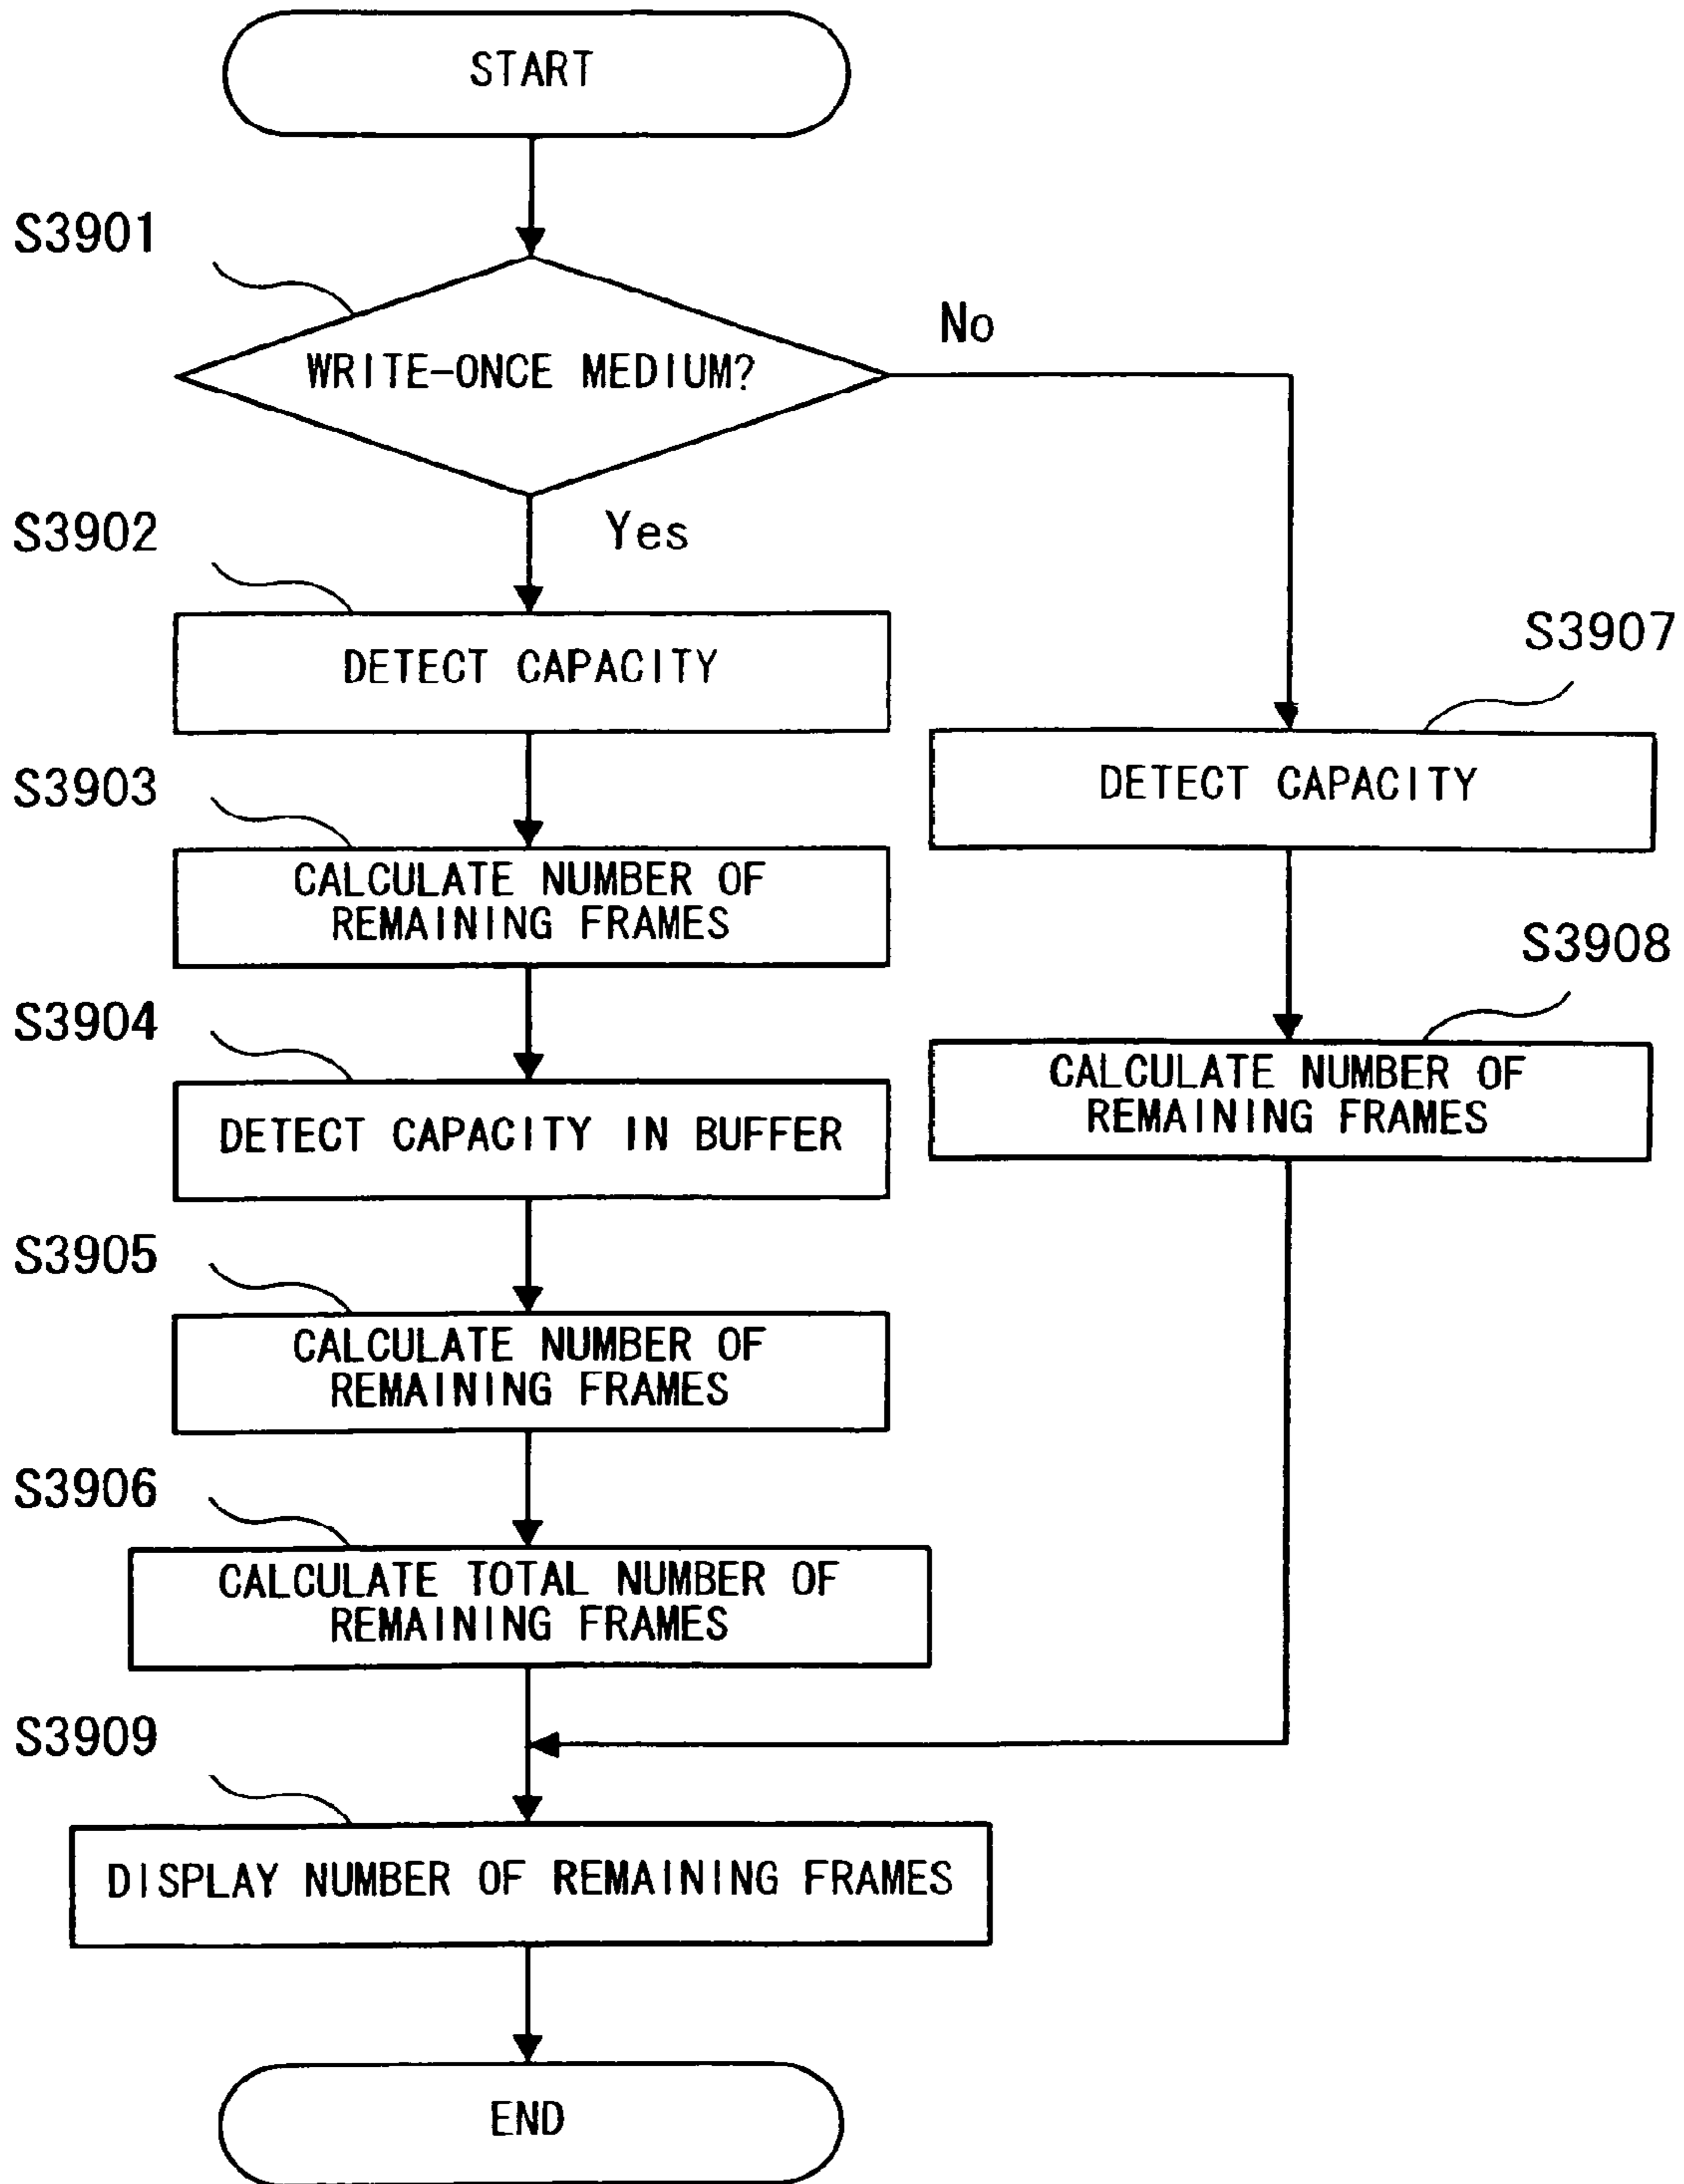 START
S3901
WRITE-ONCE MEDIUM?
No
Yes
S3902
DETECT CAPACITY
S3903
CALCULATE NUMBER OF
REMAINING FRAMES
S3904
DETECT CAPACITY IN BUFFER
S3905
CALCULATE NUMBER OF
REMAINING FRAMES
S3906
CALCULATE TOTAL NUMBER OF
REMAINING FRAMES
S3907
DETECT CAPACITY
S3908
CALCULATE NUMBER OF
REMAINING FRAMES
S3909
DISPLAY NUMBER OF REMAINING FRAMES
END